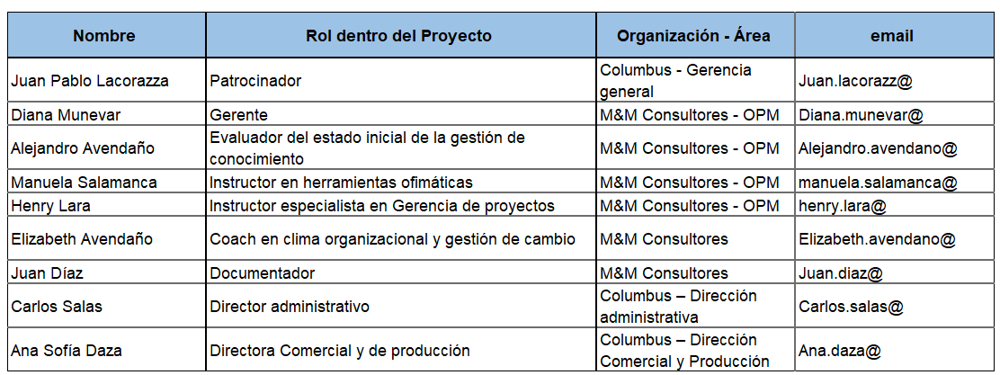 Nombre Rol dentro del Proyecto Organización - Área email
Juan Pablo Lacorazza Patrocinador Columbus - Gerencia general Juan.lacorazz@
Diana Munevar Gerente M&M Consultores - OPM Diana.munevar@
Alejandro Avendaño Evaluador del estado inicial de la gestión de conocimiento M&M Consultores - OPM Alejandro.avendano@
Manuela Salamanca Instructor en herramientas ofimáticas M&M Consultores - OPM manuela.salamanca@
Henry Lara Instructor especialista en Gerencia de proyectos M&M Consultores - OPM henry.lara@
Elizabeth Avendaño Coach en clima organizacional y gestión de cambio M&M Consultores Elizabeth.avendano@
Juan Díaz Documentador M&M Consultores Juan.diaz@
Carlos Salas Director administrativo Columbus – Dirección administrativa Carlos.salas@
Ana Sofía Daza Directora Comercial y de producción Columbus – Dirección Comercial y Producción Ana.daza@